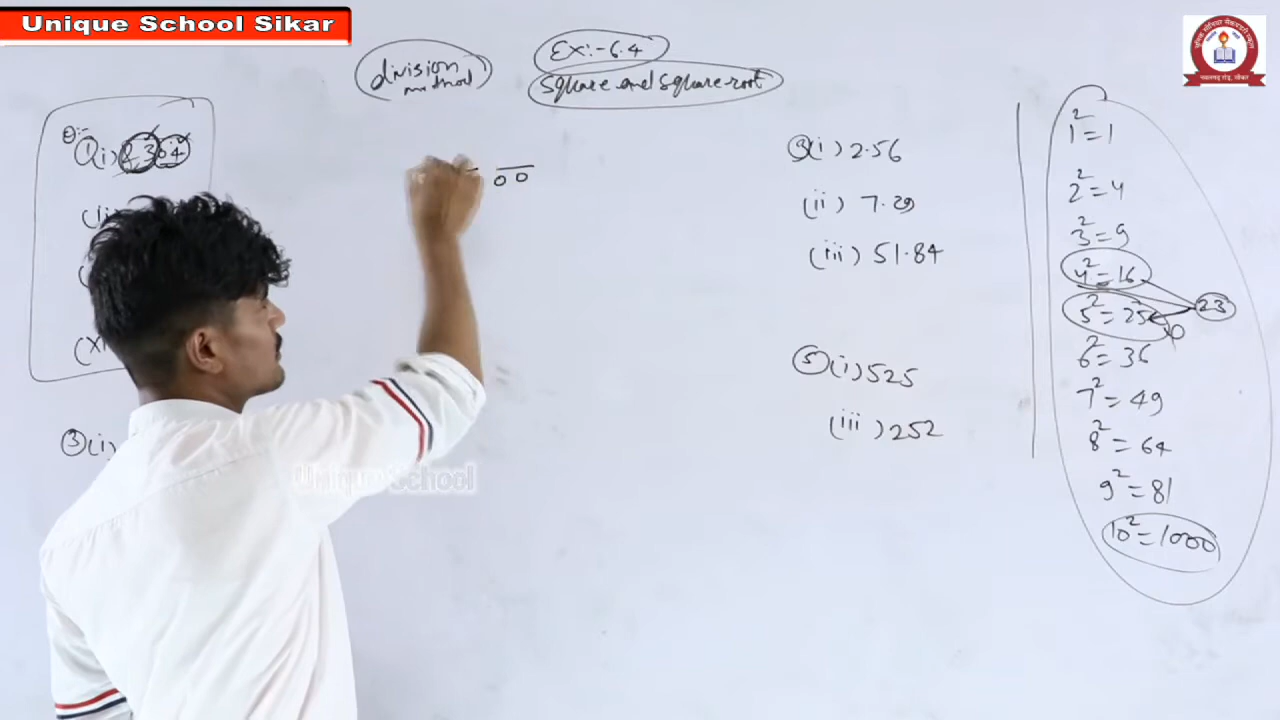 Unique School Sikar
division
method
Ex:-6.4
square and square root
Q:-
① (i) 2304
(ii)
③ (i)
00
③ (i) 2.56
(ii) 7.29
(iii) 51.84
⑤ (i) 525
(iii) 252
1² = 1
2² = 4
3² = 9
4² = 16
5² = 25
23
6² = 36
7² = 49
8² = 64
9² = 81
10² = 1000
Unique School